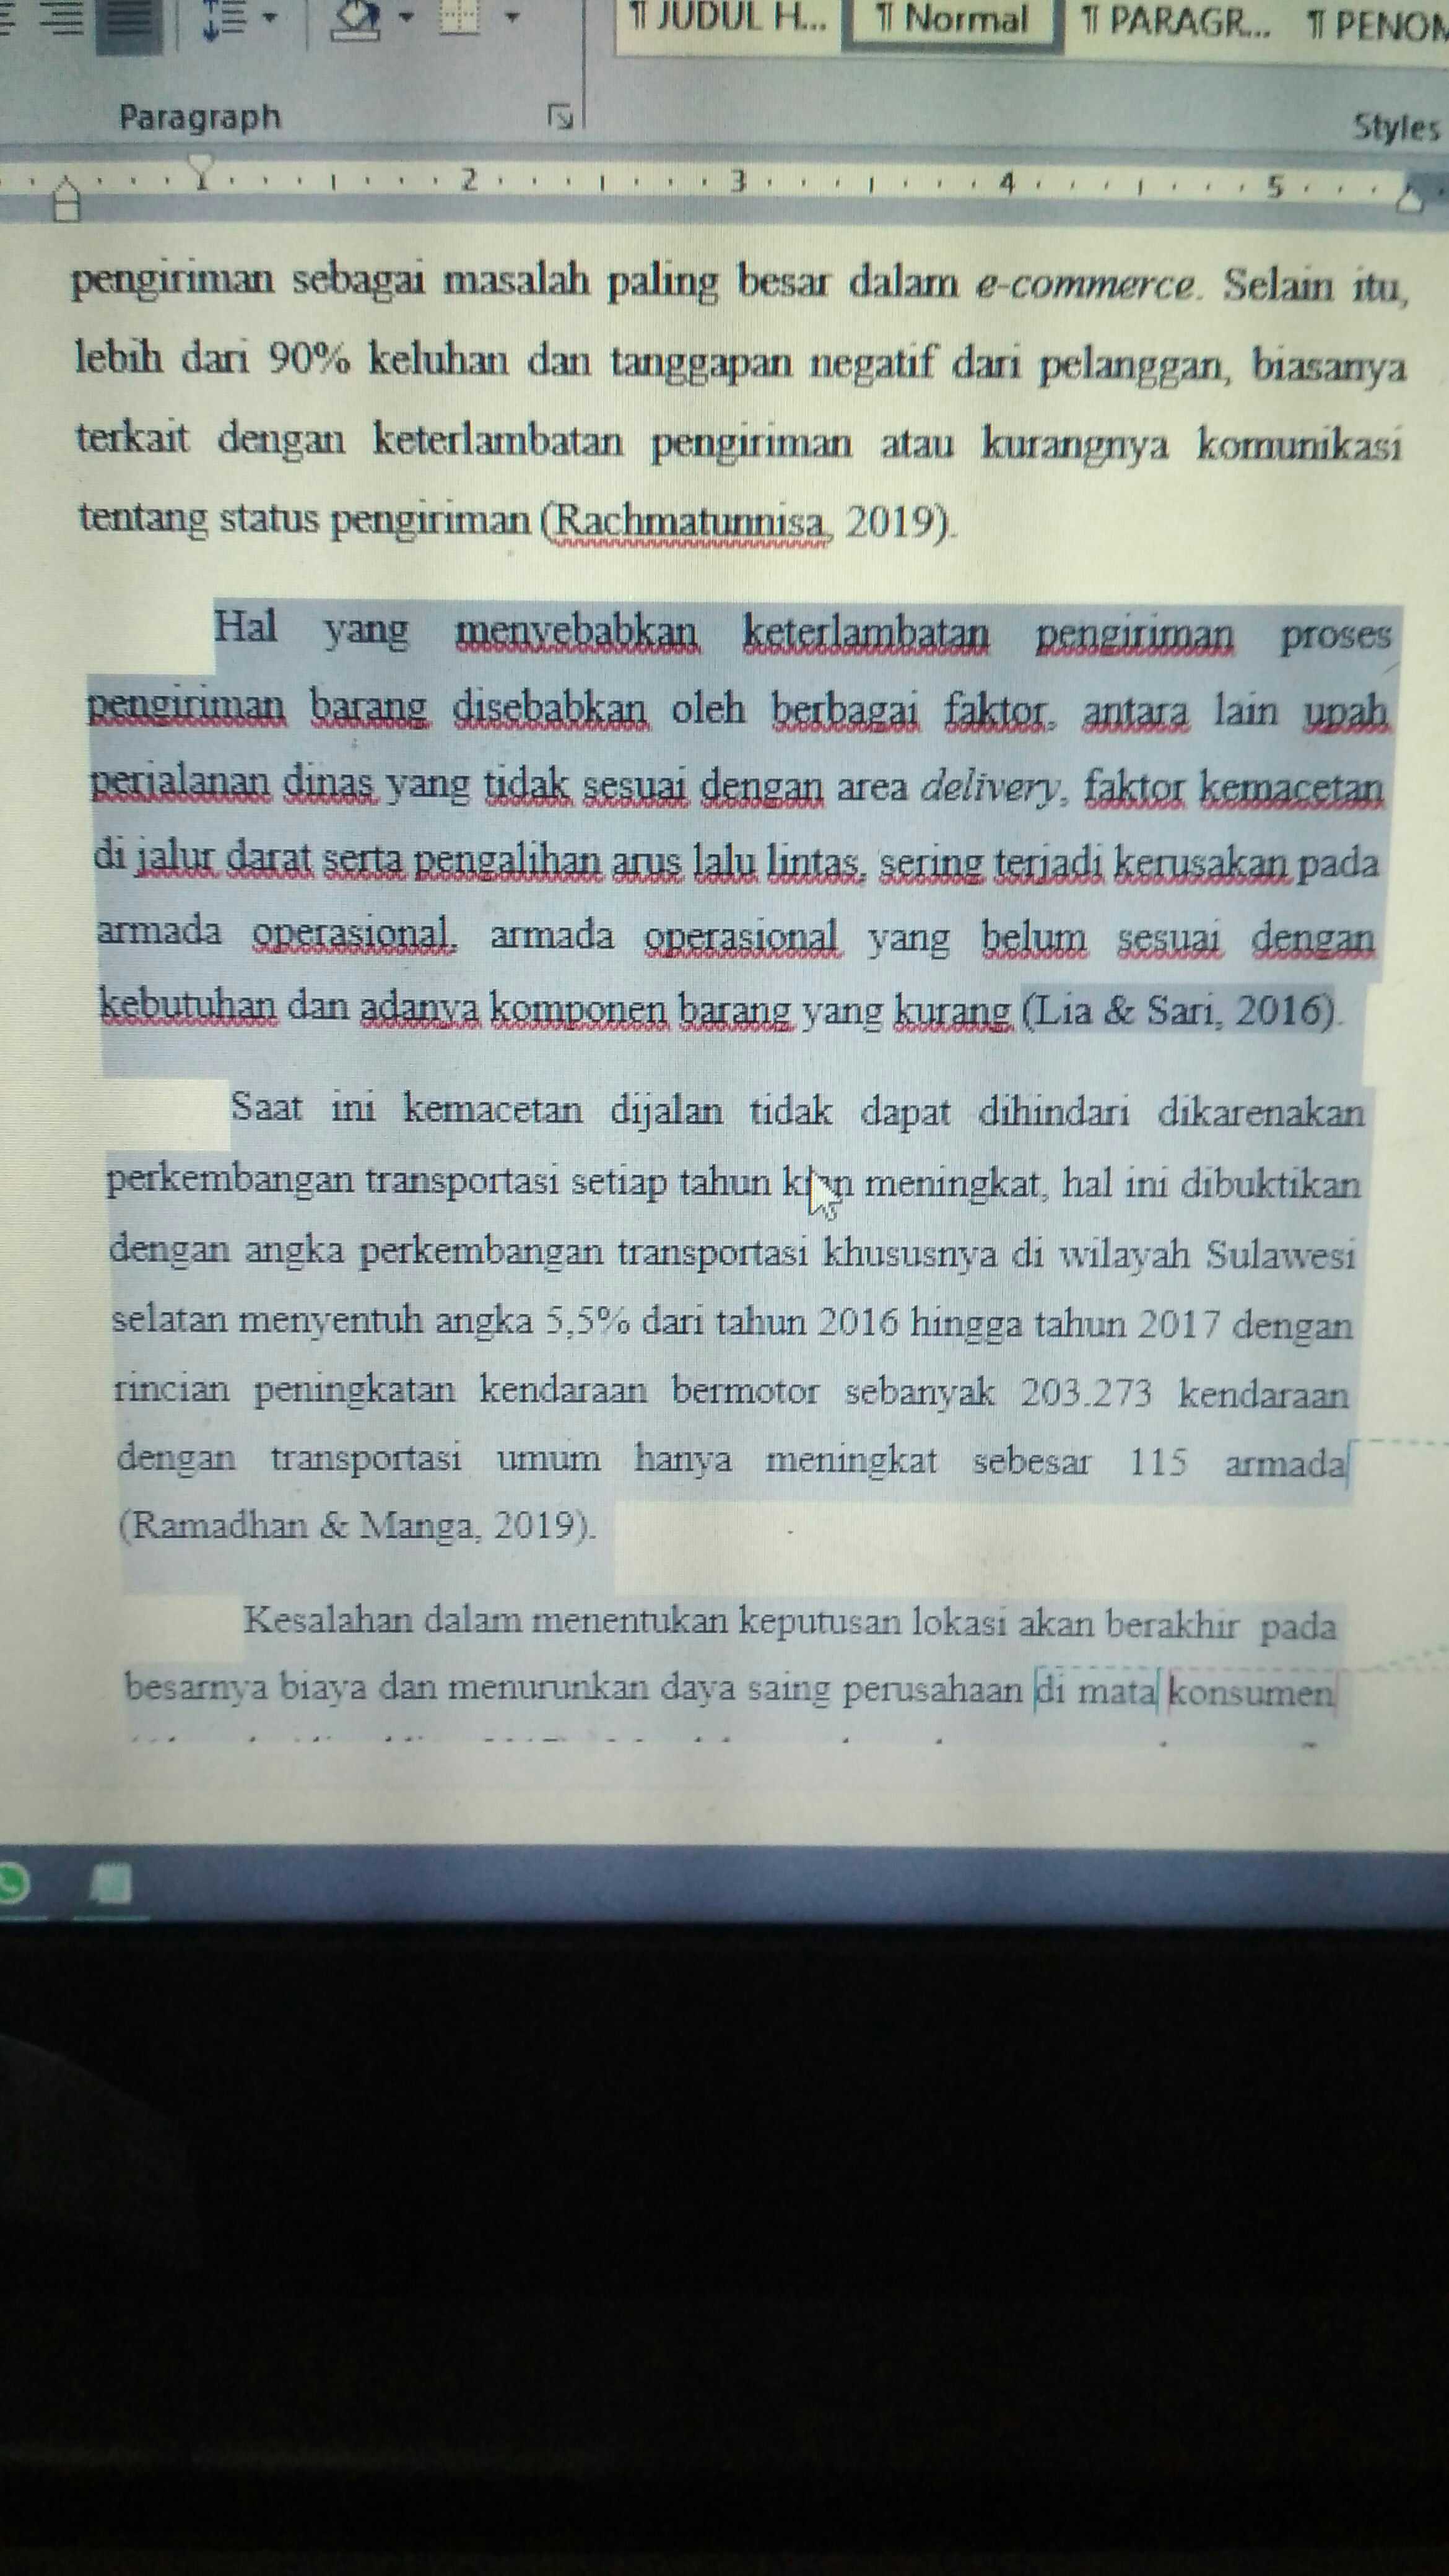 ¶ JUDUL H... ¶ Normal ¶ PARAGR... ¶ PENOM
Paragraph Styles
1 2 3 4 5
pengiriman sebagai masalah paling besar dalam e-commerce. Selain itu,
lebih dari 90% keluhan dan tanggapan negatif dari pelanggan, biasanya
terkait dengan keterlambatan pengiriman atau kurangnya komunikasi
tentang status pengiriman (Rachmatunnisa, 2019).
Hal yang menyebabkan keterlambatan pengiriman proses
pengiriman barang disebabkan oleh berbagai faktor, antara lain upah
perjalanan dinas yang tidak sesuai dengan area delivery, faktor kemacetan
di jalur darat serta pengalihan arus lalu lintas, sering terjadi kerusakan pada
armada operasional, armada operasional yang belum sesuai dengan
kebutuhan dan adanya komponen barang yang kurang (Lia & Sari, 2016).
Saat ini kemacetan dijalan tidak dapat dihindari dikarenakan
perkembangan transportasi setiap tahun meningkat, hal ini dibuktikan
dengan angka perkembangan transportasi khususnya di wilayah Sulawesi
selatan menyentuh angka 5,5% dari tahun 2016 hingga tahun 2017 dengan
rincian peningkatan kendaraan bermotor sebanyak 203.273 kendaraan
dengan transportasi umum hanya meningkat sebesar 115 armada
(Ramadhan & Manga, 2019).
Kesalahan dalam menentukan keputusan lokasi akan berakhir pada
besarnya biaya dan menurunkan daya saing perusahaan di mata konsumen